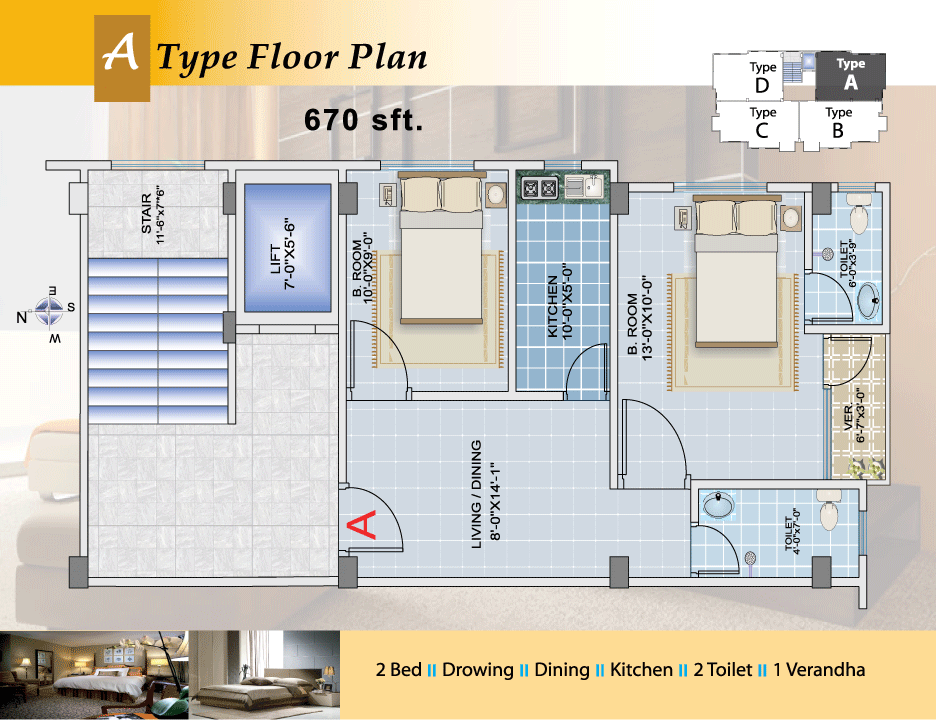 A Type Floor Plan
670 sft.
Type
D
Type
A
Type
C
Type
B
STAIR
11'-6"x7'*6"
LIFT
7'-0"X5'-6"
B. ROOM
10'-0"X9'-0"
KITCHEN
10'-0"X5'-0"
B. ROOM
13'-0"X10'-0"
TOILET
6'-0"x3'-9"
VER.
6'-7"x3'-0"
E
N
S
W
LIVING / DINING
8'-0"X14'-1"
A
TOILET
4'-0"x7'-0"
2 Bed || Drowing || Dining || Kitchen || 2 Toilet || 1 Verandha